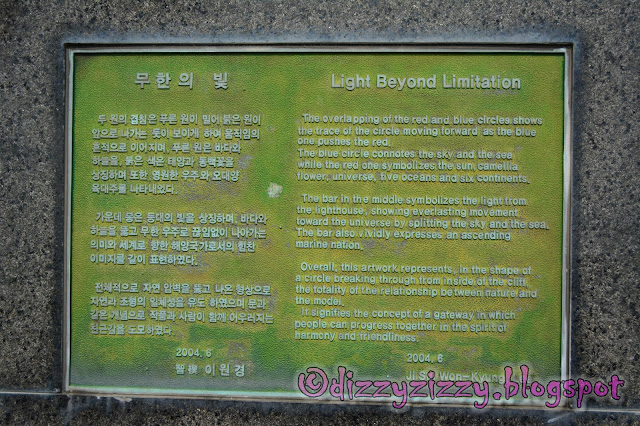 무한의 빛
두 원의 겹침은 푸른 원이 밀어 붉은 원이
앞으로 나가는 듯이 보이게 하며 움직임의
흔적으로 이어지며, 푸른 원은 바다와
하늘을, 붉은 색은 태양과 동백꽃을
상징하며 또한 영원한 우주와 오대양
육대주를 나타내었다.
가운데 봉은 등대의 빛을 상징하며, 바다와
하늘을 뚫고 무한 우주로 끊임없이 나아가는
의미와 세계로 향한 해양국가로서의 힘찬
이미지를 같이 표현하였다.
전체적으로 자연 암벽을 뚫고, 나온 형상으로
자연과 조형의 일체성을 유도 하였으며 문과
같은 개념으로 작품과 사람이 함께 어우러지는
친근감을 도모하였다.
2004. 6
이원경
Light Beyond Limitation
The overlapping of the red and blue circles shows
the trace of the circle moving forward as the blue
one pushes the red.
The blue circle connotes the sky and the sea
while the red one symbolizes the sun, camellia
flower, universe, five oceans and six continents.
The bar in the middle symbolizes the light from
the lighthouse, showing everlasting movement
toward the universe by splitting the sky and the sea.
The bar also vividly expresses an ascending
marine nation.
Overall, this artwork represents, in the shape of
a circle breaking through from inside of the cliff,
the totality of the relationship between nature and
the model.
It signifies the concept of a gateway in which
people can progress together in the spirit of
harmony and friendliness.
2004. 6
Won-Kyung
©dizzyzizzy.blogspot